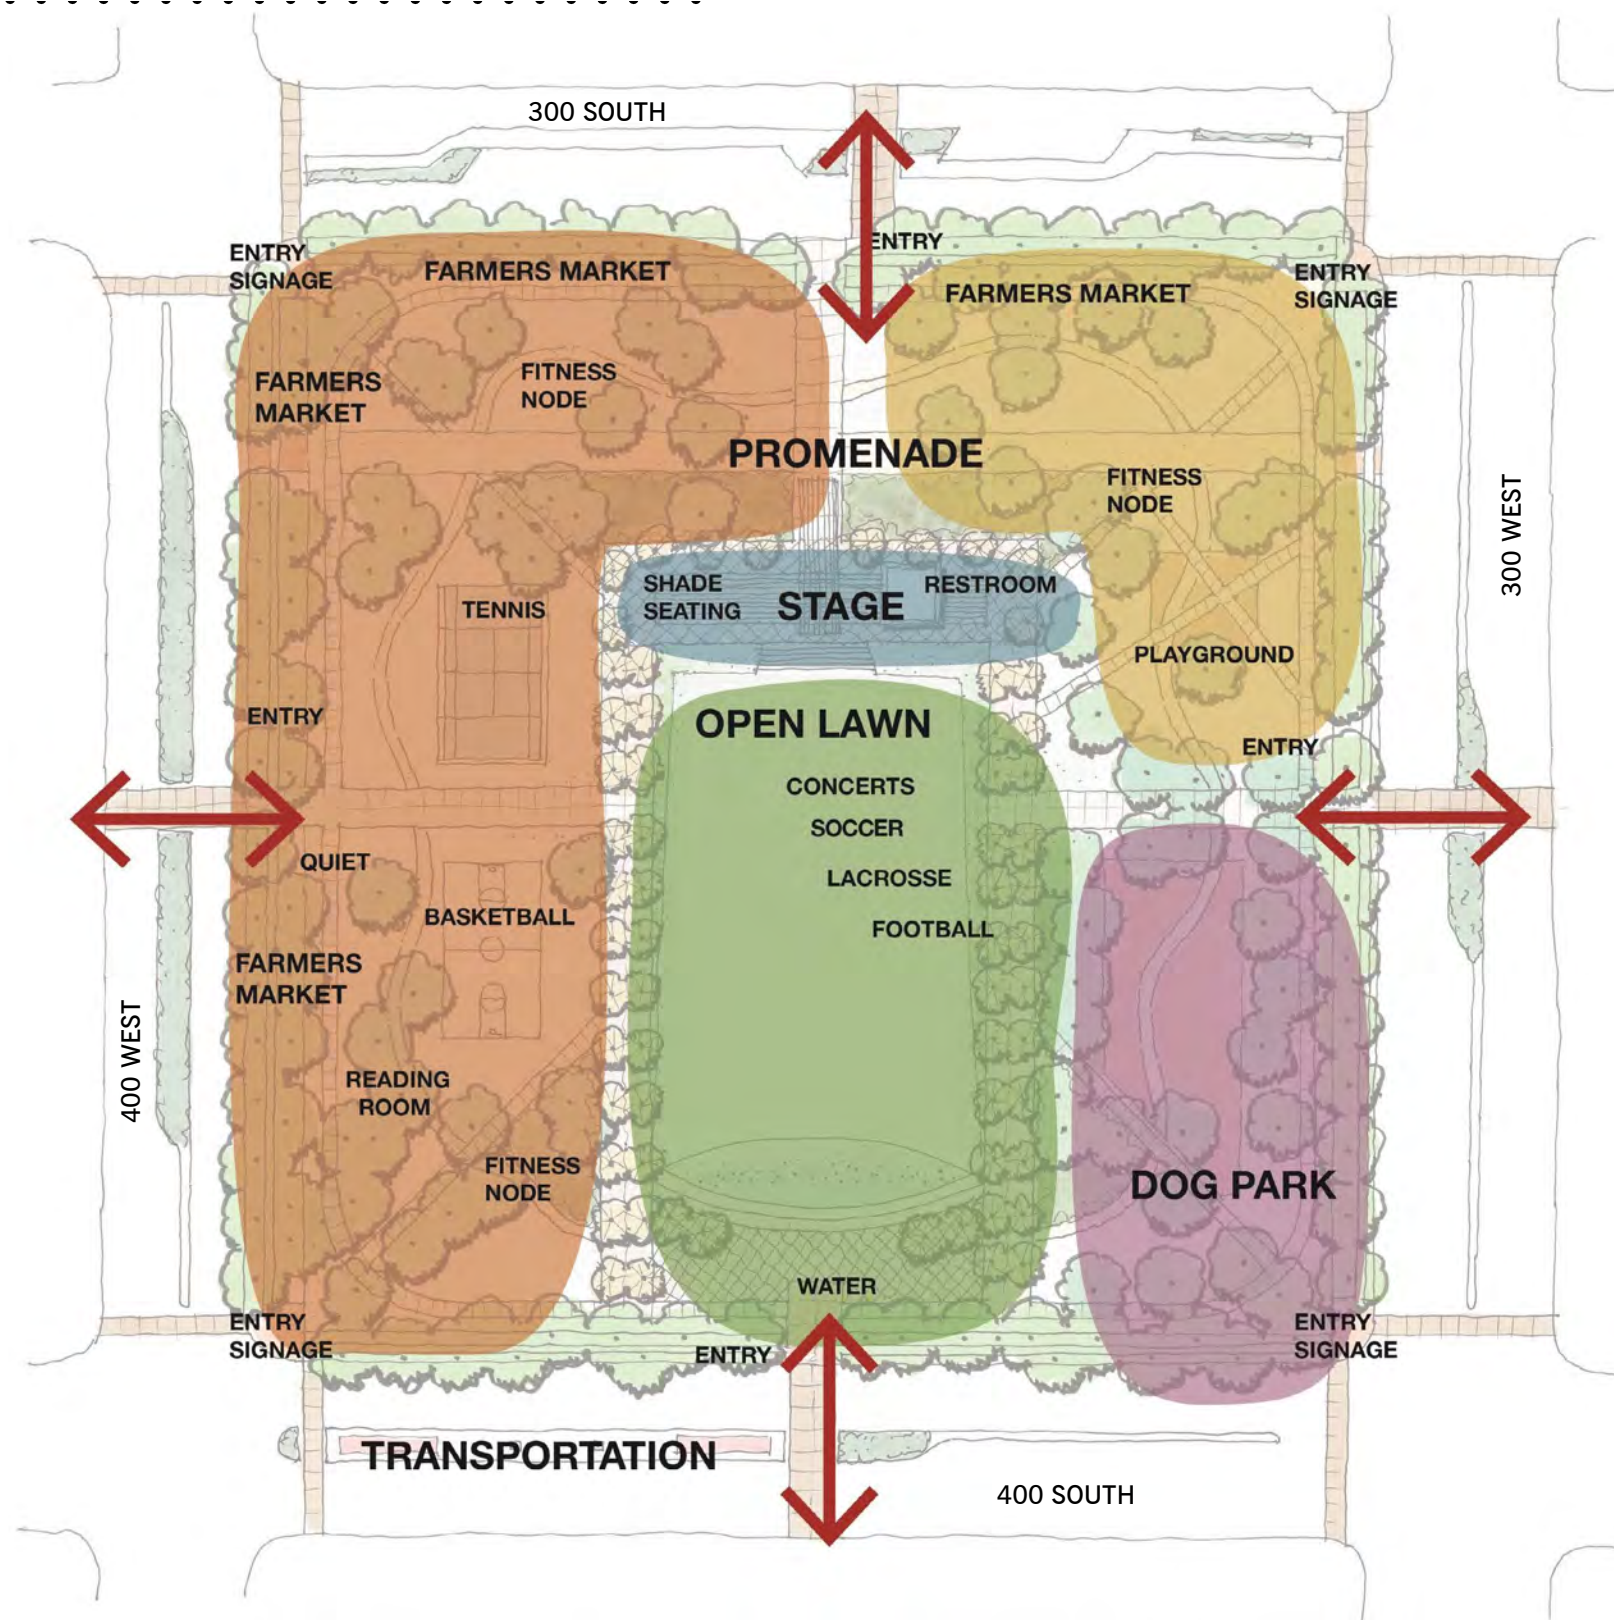 300 SOUTH
ENTRY
ENTRY
SIGNAGE
FARMERS MARKET
FARMERS MARKET
ENTRY
SIGNAGE
FARMERS
MARKET
FITNESS
NODE
PROMENADE
FITNESS
NODE
300 WEST
SHADE
SEATING
STAGE
RESTROOM
TENNIS
PLAYGROUND
ENTRY
OPEN LAWN
ENTRY
CONCERTS
SOCCER
LACROSSE
FOOTBALL
QUIET
BASKETBALL
FARMERS
MARKET
400 WEST
READING
ROOM
FITNESS
NODE
DOG PARK
WATER
ENTRY
SIGNAGE
ENTRY
ENTRY
SIGNAGE
TRANSPORTATION
400 SOUTH